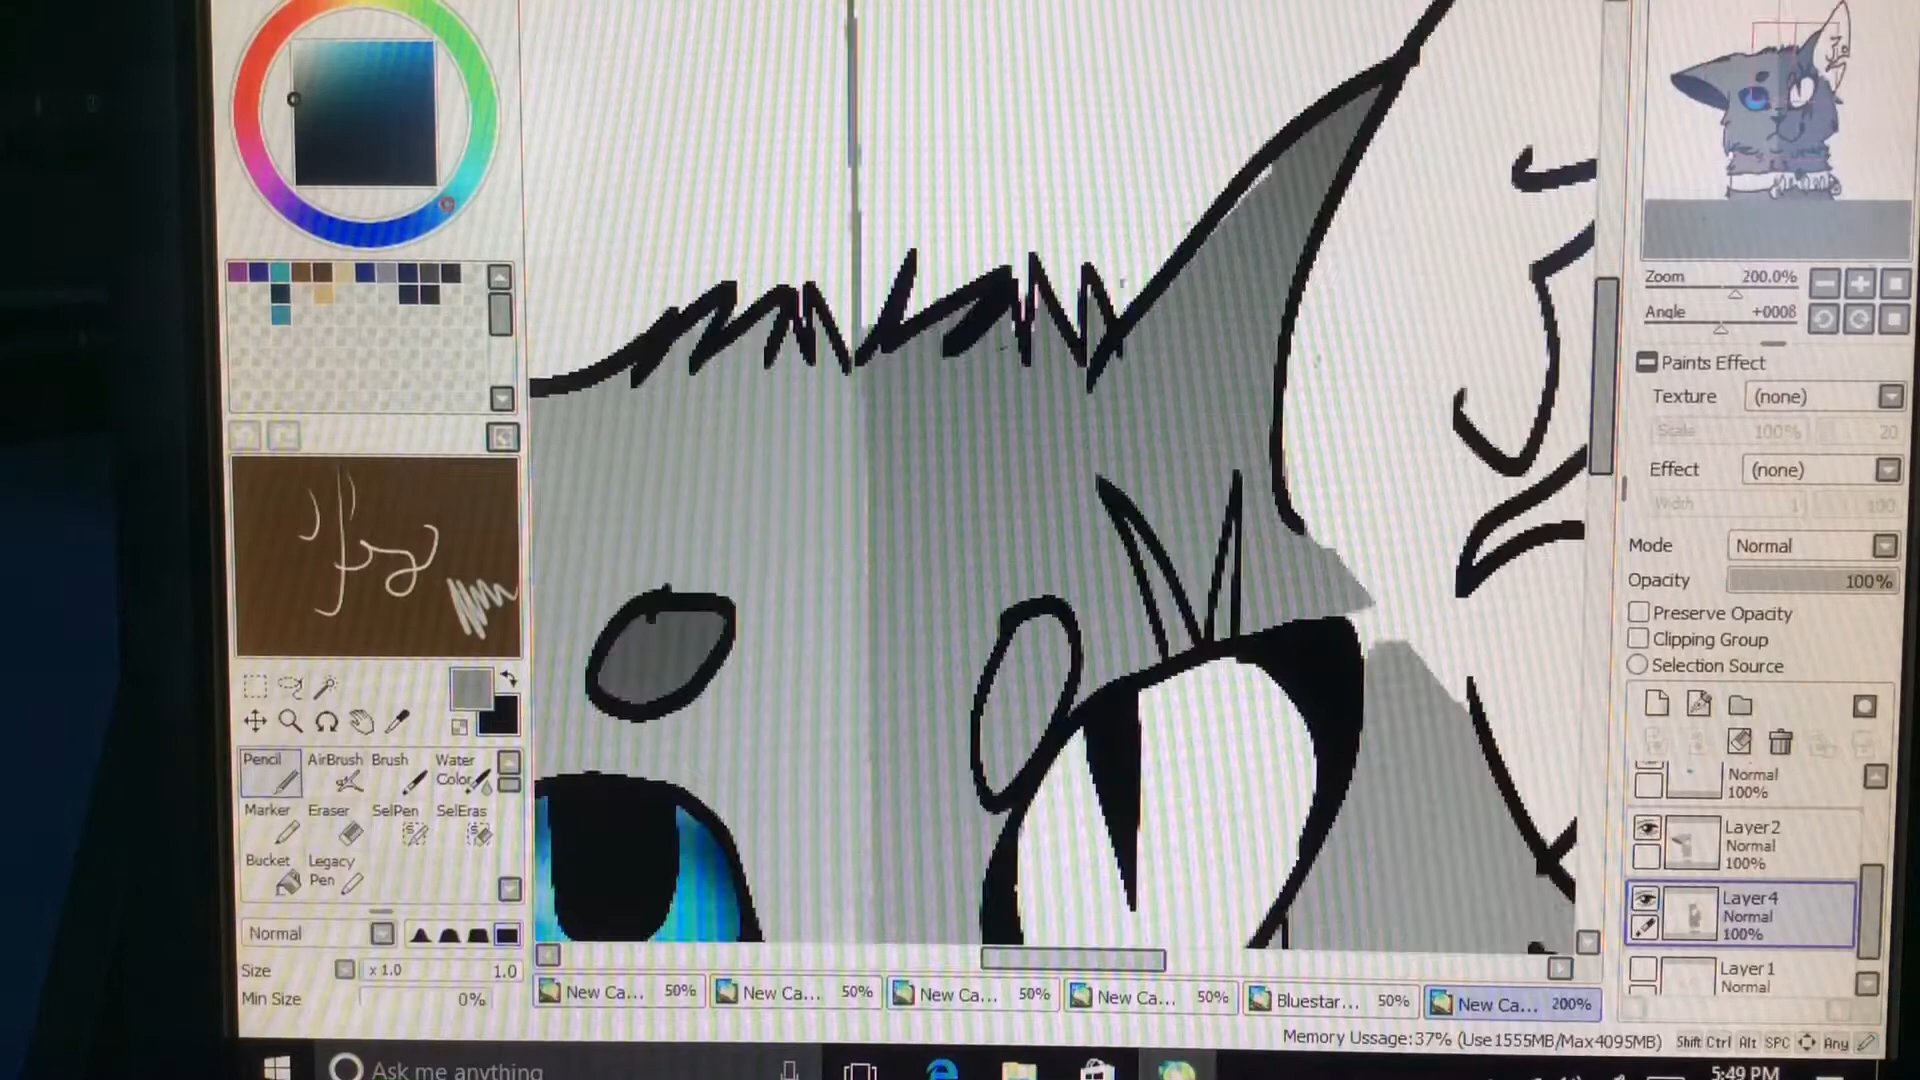 Zoom 200.0%
Angle +0008
Paints Effect
Texture (none)
Scale 100% 20
Effect (none)
Width 1 100
Mode Normal
Opacity 100%
Preserve Opacity
Clipping Group
Selection Source
Normal
100%
Layer2
Normal
100%
Layer4
Normal
100%
Layer1
Normal
Pencil AirBrush Brush Water Color
Marker Eraser SelPen SelEras
Bucket Legacy Pen
Normal
Size x 1.0 1.0
Min Size 0%
New Ca... 50% New Ca... 50% New Ca... 50% New Ca... 50% Bluestar... 50% New Ca... 200%
Memory Ussage:37% (Use1555MB/Max4095MB) Shift Ctrl Alt SPC Any
Ask me anything
5:49 PM